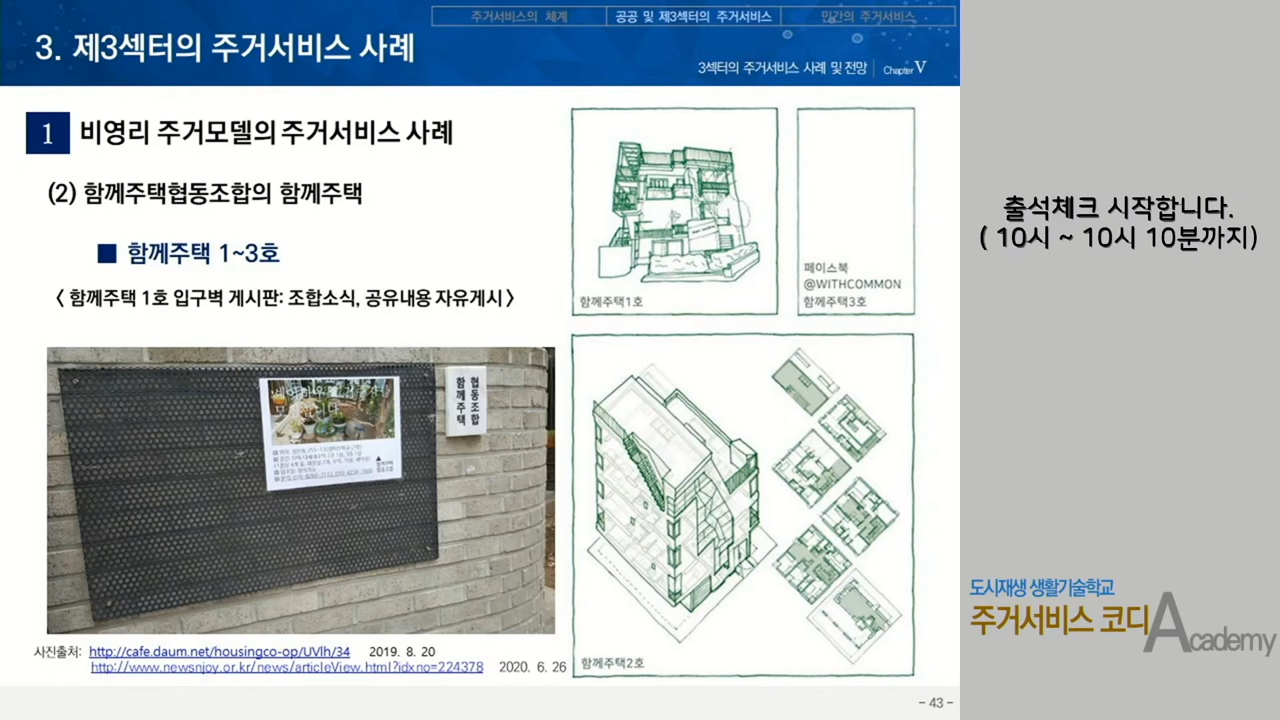 주거서비스의 체계
공공 및 제3섹터의 주거서비스
민간의 주거서비스
3. 제3섹터의 주거서비스 사례
3섹터의 주거서비스 사례 및 전망
Chapter V
1
비영리 주거모델의 주거서비스 사례
(2) 함께주택협동조합의 함께주택
■ 함께주택 1~3호
< 함께주택 1호 입구벽 게시판: 조합소식, 공유내용 자유게시 >
협동조합
함께주택
사진출처: http://cafe.daum.net/housingco-op/UVlh/34 2019. 8. 20
http://www.newsnjoy.or.kr/news/articleView.html?idxno=224378 2020. 6. 26
함께주택1호
페이스북
@WITHCOMMON
함께주택3호
함께주택2호
- 43 -
출석체크 시작합니다.
( 10시 ~ 10시 10분까지)
도시재생 생활기술학교
주거서비스 코디 Academy